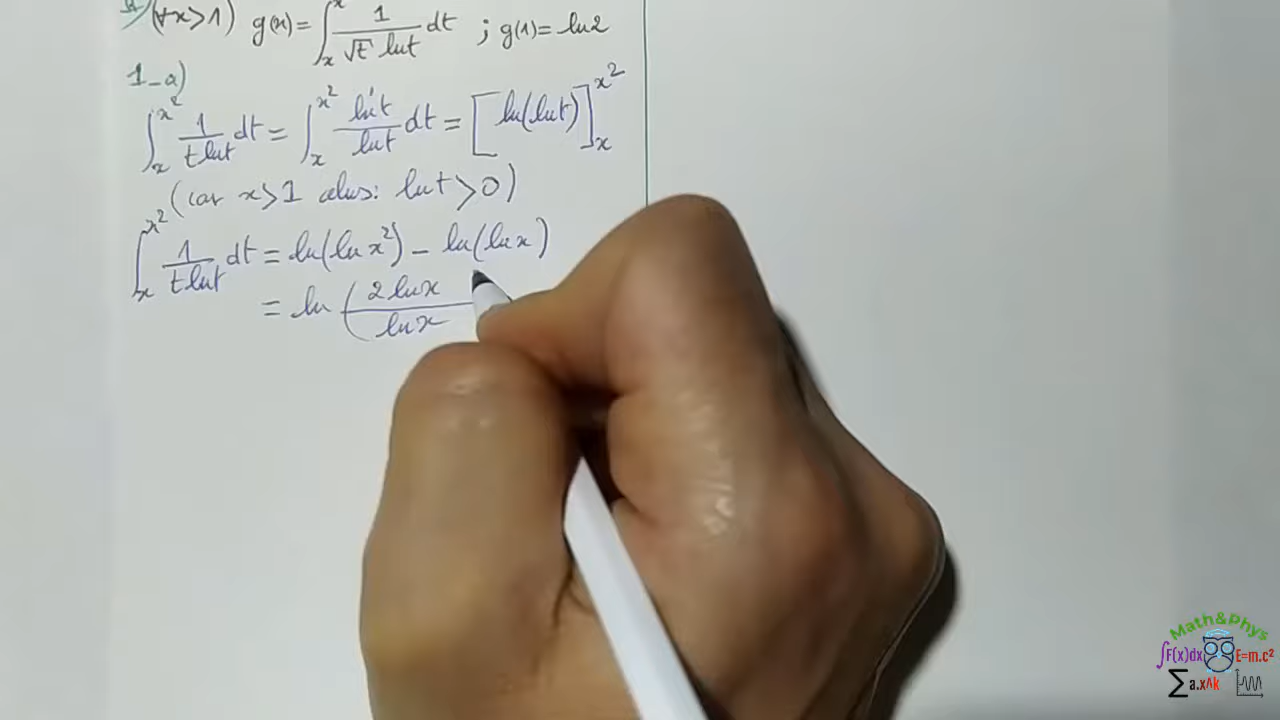 (∀x>1) g(x) = ∫_x^x² 1/(√t ln t) dt ; g(1) = ln2
1-a)
∫_x^x² 1/(t ln t) dt = ∫_x^x² ln't/ln t dt = [ln(ln t)]_x^x²
(car x>1 alors: ln t > 0)
∫_x^x² 1/(t ln t) dt = ln(ln x²) - ln(ln x)
= ln (2 ln x / ln x
Math&Phys
∫F(x)dx E=m.c²
∑ a.x^k